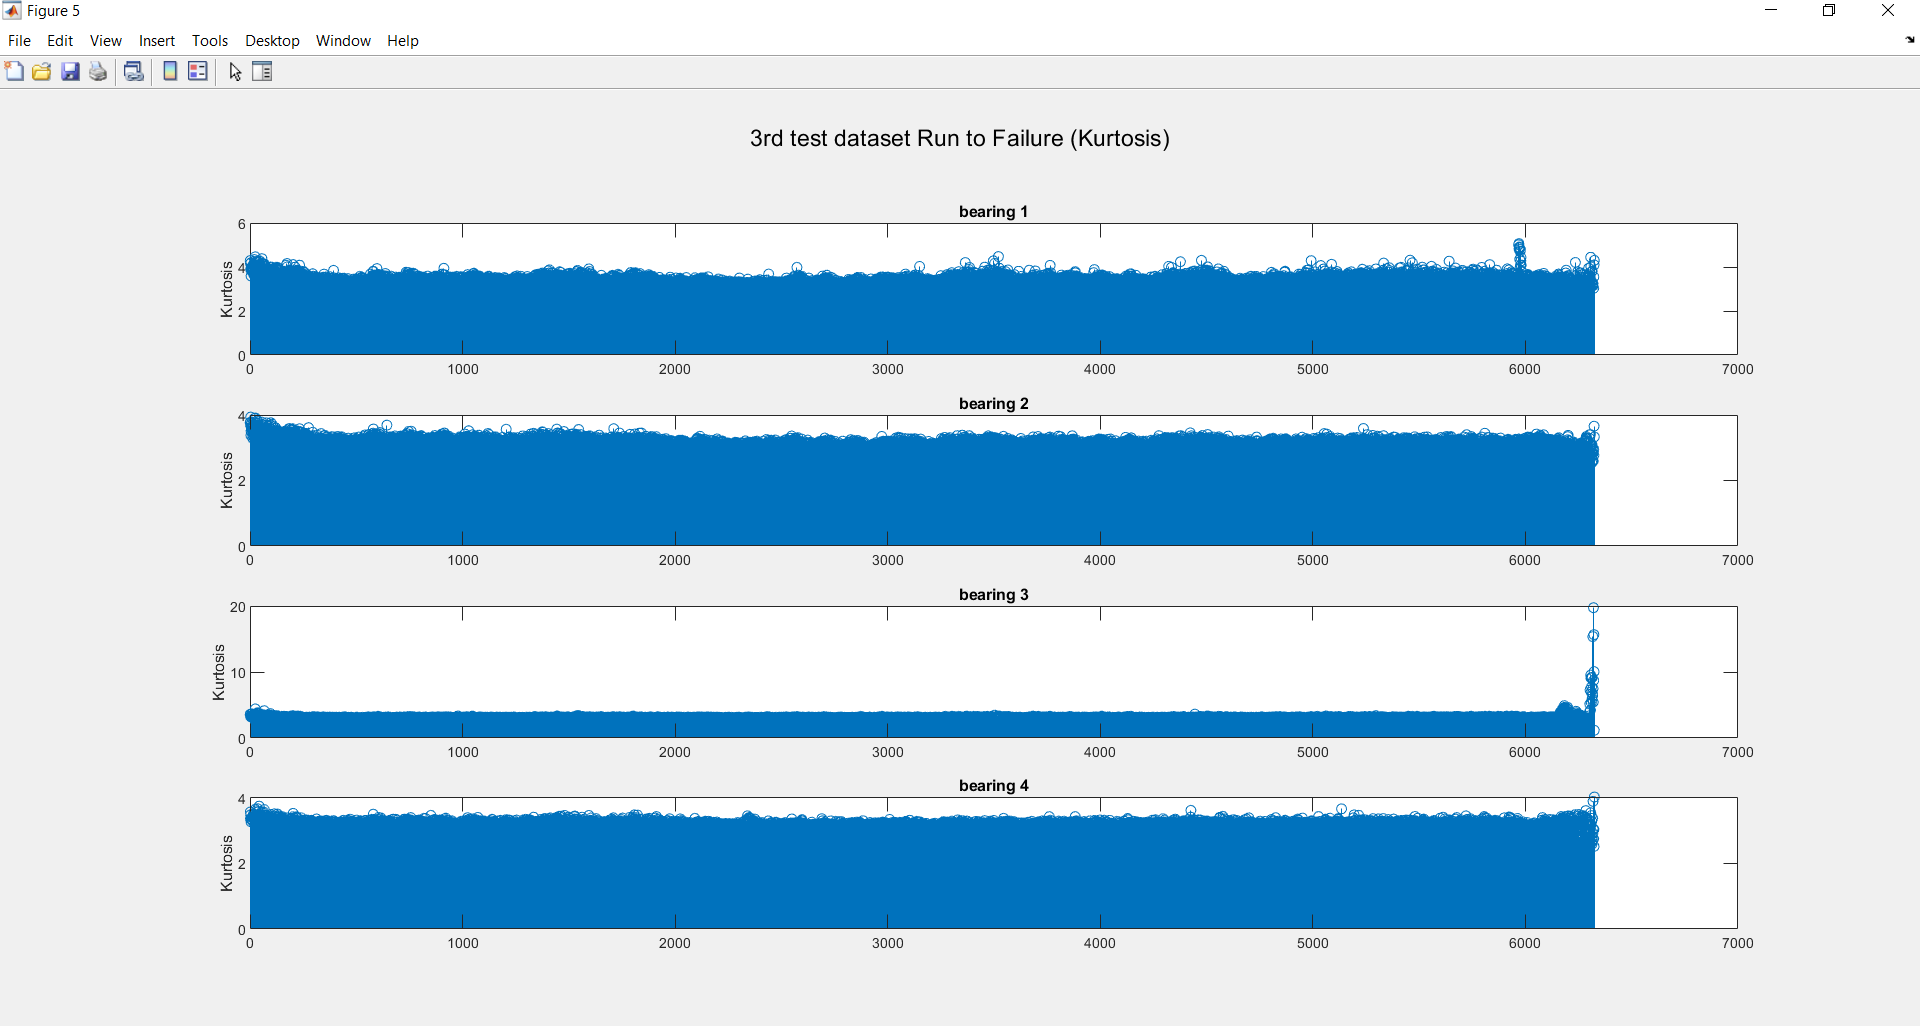 Figure 5
File Edit View Insert Tools Desktop Window Help
3rd test dataset Run to Failure (Kurtosis)
bearing 1
Kurtosis
6
4
2
0
0 1000 2000 3000 4000 5000 6000 7000
bearing 2
Kurtosis
4
2
0
0 1000 2000 3000 4000 5000 6000 7000
bearing 3
Kurtosis
20
10
0
0 1000 2000 3000 4000 5000 6000 7000
bearing 4
Kurtosis
4
2
0
0 1000 2000 3000 4000 5000 6000 7000